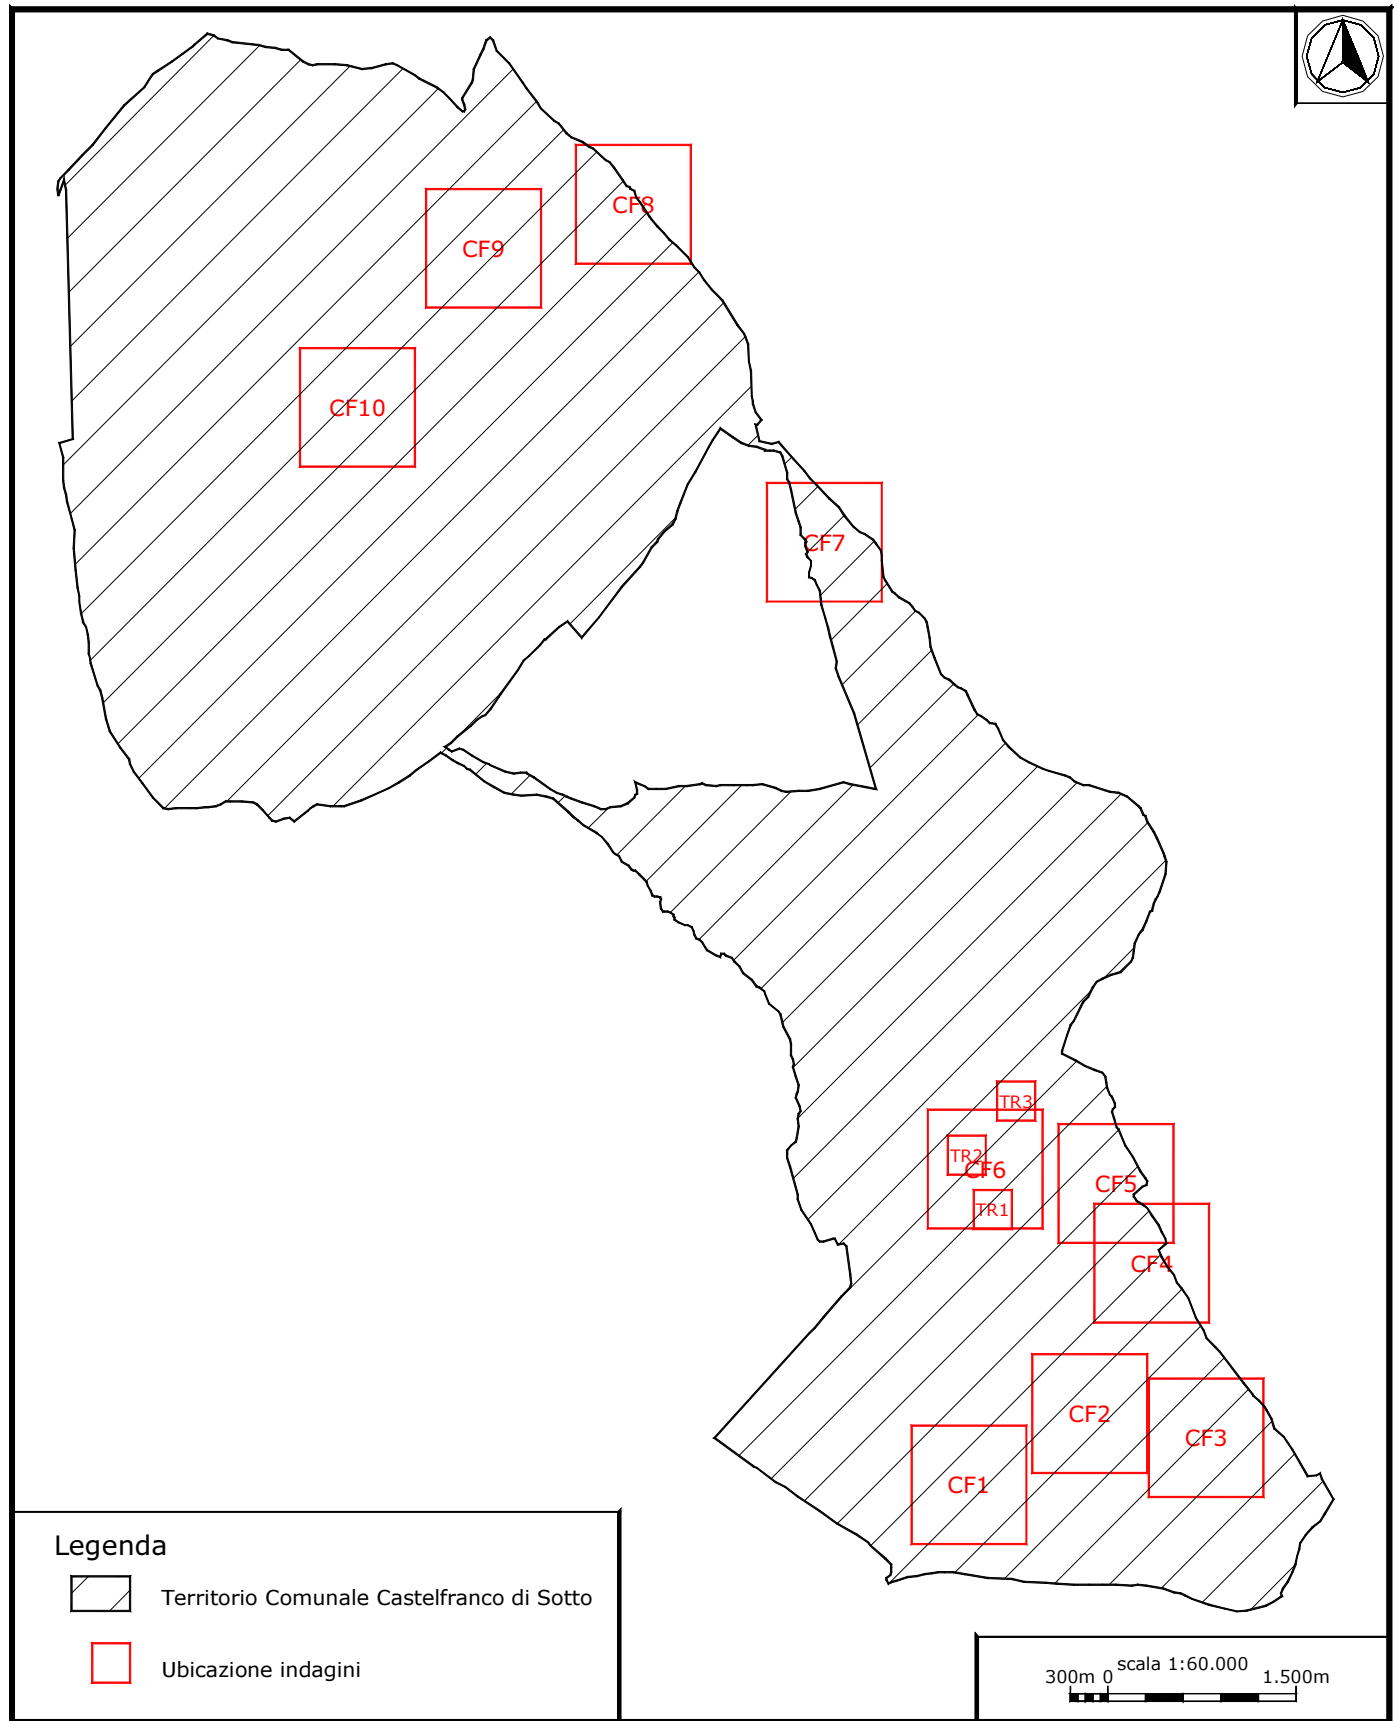 CF8
CF9
CF10
CF7
TR3
TR2
CF6
CF5
TR1
CF4
CF2
CF3
CF1
Legenda
Territorio Comunale Castelfranco di Sotto
Ubicazione indagini
scala 1:60.000
300m 0 1.500m